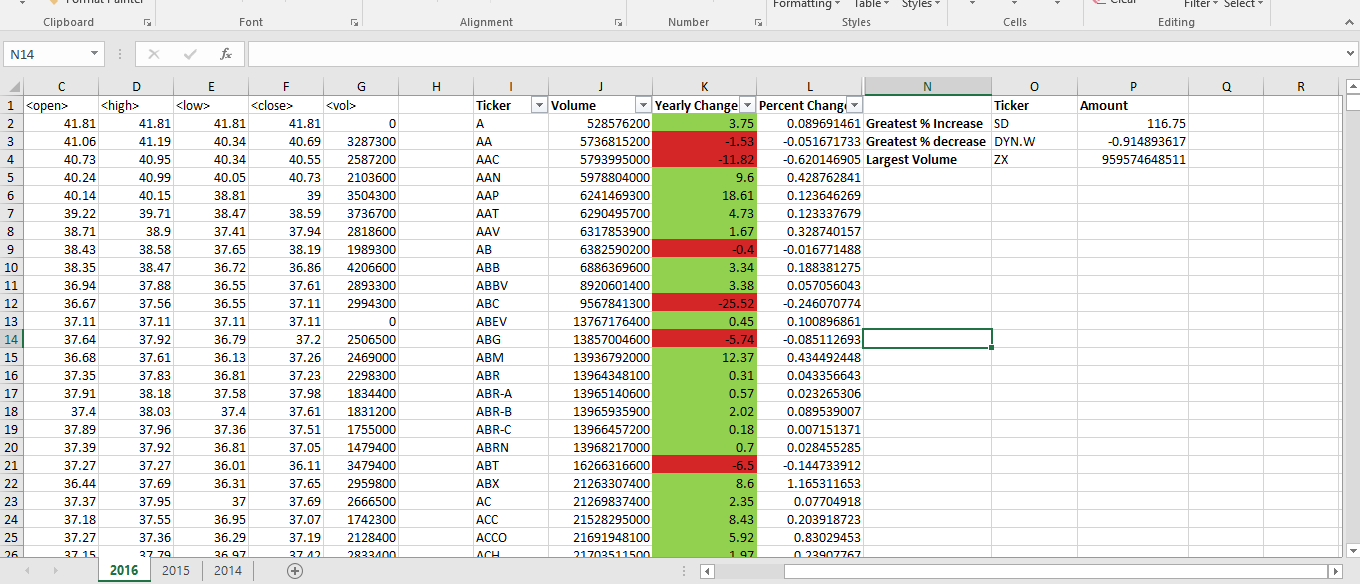 Format Painter Formatting Table Styles Clear Filter Select
Clipboard Font Alignment Number Styles Cells Editing
N14 fx
C D E F G H I J K L N O P Q R
1 <open> <high> <low> <close> <vol> Ticker Volume Yearly Change Percent Change Ticker Amount
2 41.81 41.81 41.81 41.81 0 A 528576200 3.75 0.089691461 Greatest % Increase SD 116.75
3 41.06 41.19 40.34 40.69 3287300 AA 5736815200 -1.53 -0.051671733 Greatest % decrease DYN.W -0.914893617
4 40.73 40.95 40.34 40.55 2587200 AAC 5793995000 -11.82 -0.620146905 Largest Volume ZX 959574648511
5 40.24 40.99 40.05 40.73 2103600 AAN 5978804000 9.6 0.428762841
6 40.14 40.15 38.81 39 3504300 AAP 6241469300 18.61 0.123646269
7 39.22 39.71 38.47 38.59 3736700 AAT 6290495700 4.73 0.123337679
8 38.71 38.9 37.41 37.94 2818600 AAV 6317853900 1.67 0.328740157
9 38.43 38.58 37.65 38.19 1989300 AB 6382590200 -0.4 -0.016771488
10 38.35 38.47 36.72 36.86 4206600 ABB 6886369600 3.34 0.188381275
11 36.94 37.88 36.55 37.61 2893300 ABBV 8920601400 3.38 0.057056043
12 36.67 37.56 36.55 37.11 2994300 ABC 9567841300 -25.52 -0.246070774
13 37.11 37.11 37.11 37.11 0 ABEV 13767176400 0.45 0.100896861
14 37.64 37.92 36.79 37.2 2506500 ABG 13857004600 -5.74 -0.085112693
15 36.68 37.61 36.13 37.26 2469000 ABM 13936792000 12.37 0.434492448
16 37.35 37.83 36.81 37.23 2298300 ABR 13964348100 0.31 0.043356643
17 37.91 38.18 37.58 37.98 1834400 ABR-A 13965140600 0.57 0.023265306
18 37.4 38.03 37.4 37.61 1831200 ABR-B 13965935900 2.02 0.089539007
19 37.89 37.96 37.36 37.51 1755000 ABR-C 13966457200 0.18 0.007151371
20 37.39 37.92 36.81 37.05 1479400 ABRN 13968217000 0.7 0.028455285
21 37.27 37.27 36.01 36.11 3479400 ABT 16266316600 -6.5 -0.144733912
22 36.44 37.69 36.31 37.65 2959800 ABX 21263307400 8.6 1.165311653
23 37.37 37.95 37 37.69 2666500 AC 21269837400 2.35 0.07704918
24 37.18 37.55 36.95 37.07 1742300 ACC 21528295000 8.43 0.203918723
25 37.27 37.36 36.29 37.19 2128400 ACCO 21691948100 5.92 0.83029453
26 37.15 37.79 36.97 37.42 2833400 ACH 21703511500 1.97 0.23907767
2016 2015 2014